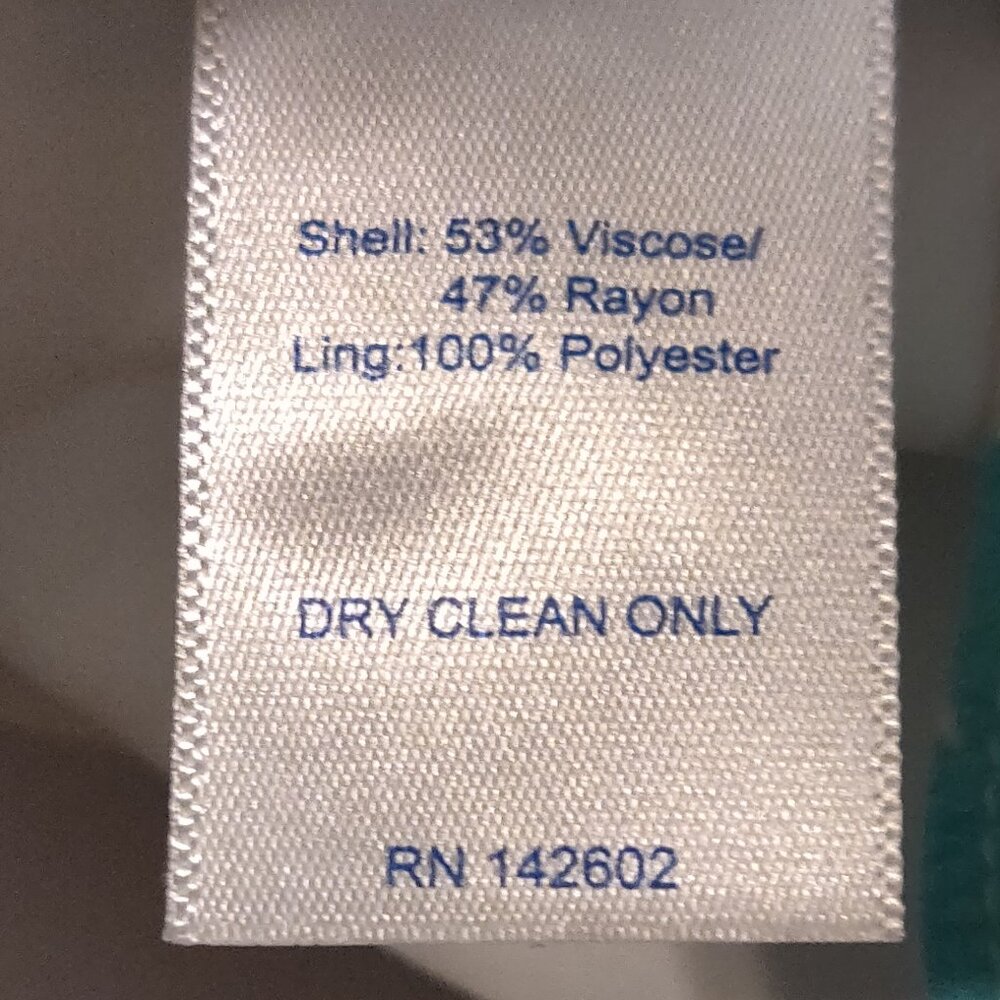 Shell: 53% Viscose/
47% Rayon
Ling:100% Polyester
DRY CLEAN ONLY
RN 142602